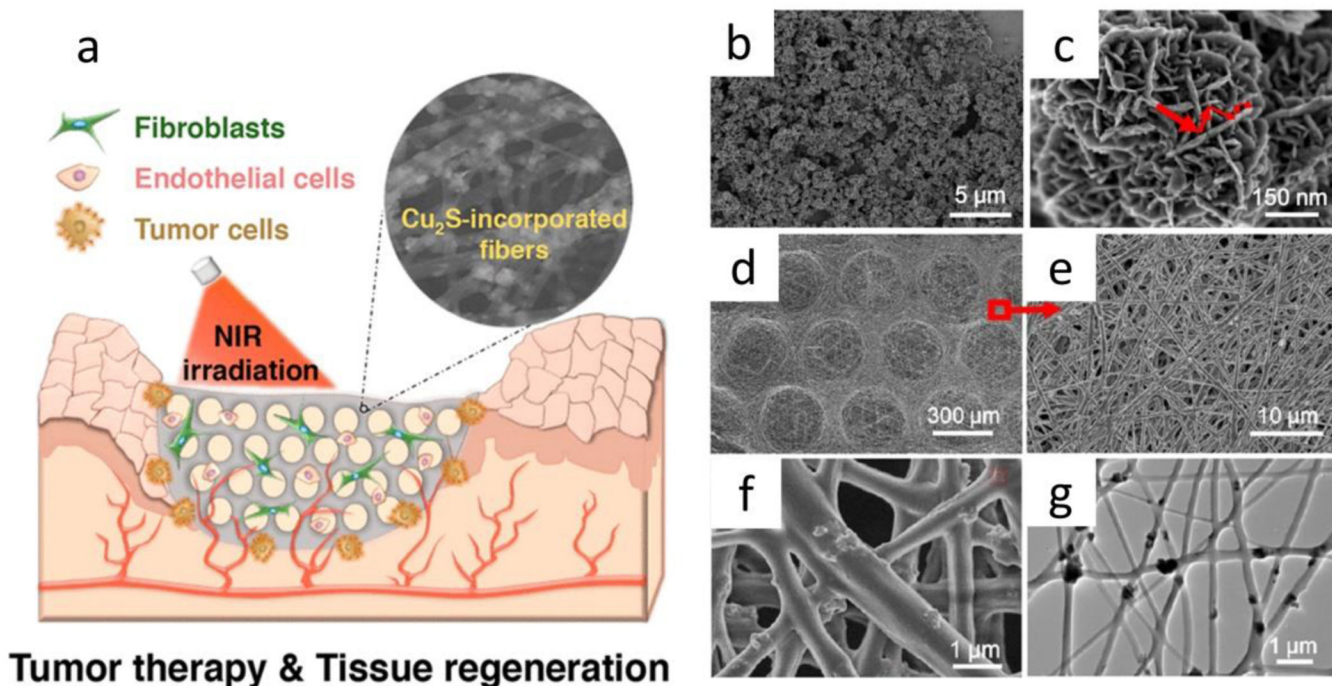 a
Fibroblasts
Endothelial cells
Tumor cells
Cu₂S-incorporated
fibers
NIR
irradiation
Tumor therapy & Tissue regeneration
b
5 µm
c
150 nm
d
300 µm
e
10 µm
f
1 µm
g
1 µm